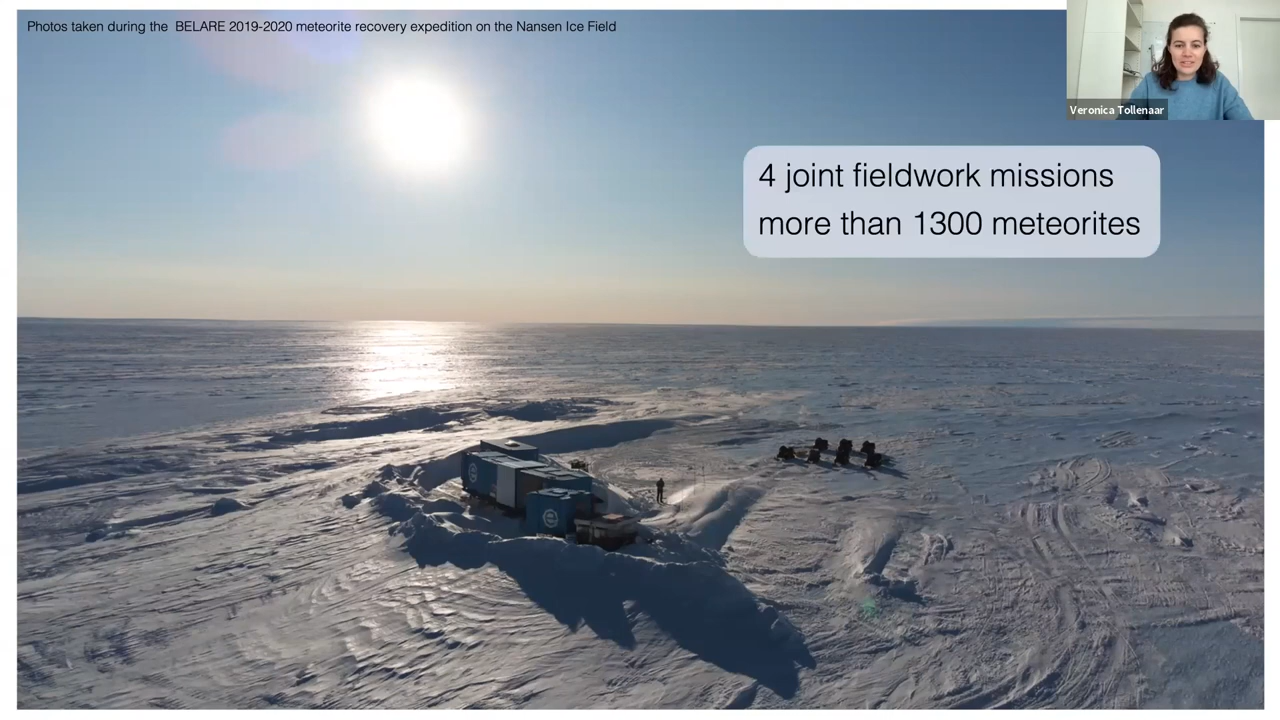 Photos taken during the  BELARE 2019-2020 meteorite recovery expedition on the Nansen Ice Field
Veronica Tollenaar
4 joint fieldwork missions
more than 1300 meteorites